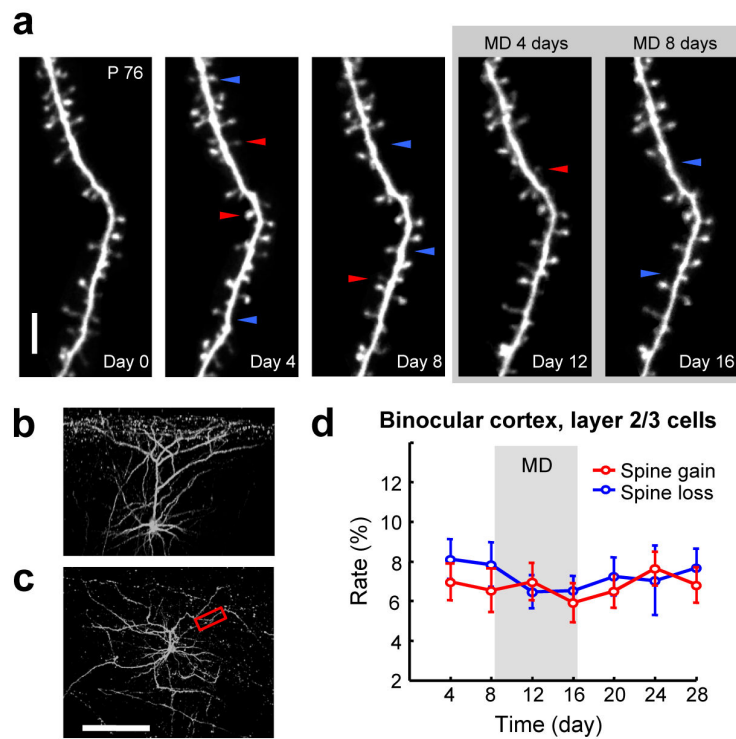 a
MD 4 days
MD 8 days
P 76
Day 0
Day 4
Day 8
Day 12
Day 16
b
c
d
Binocular cortex, layer 2/3 cells
MD
Spine gain
Spine loss
Rate (%)
12
10
8
6
4
2
4 8 12 16 20 24 28
Time (day)